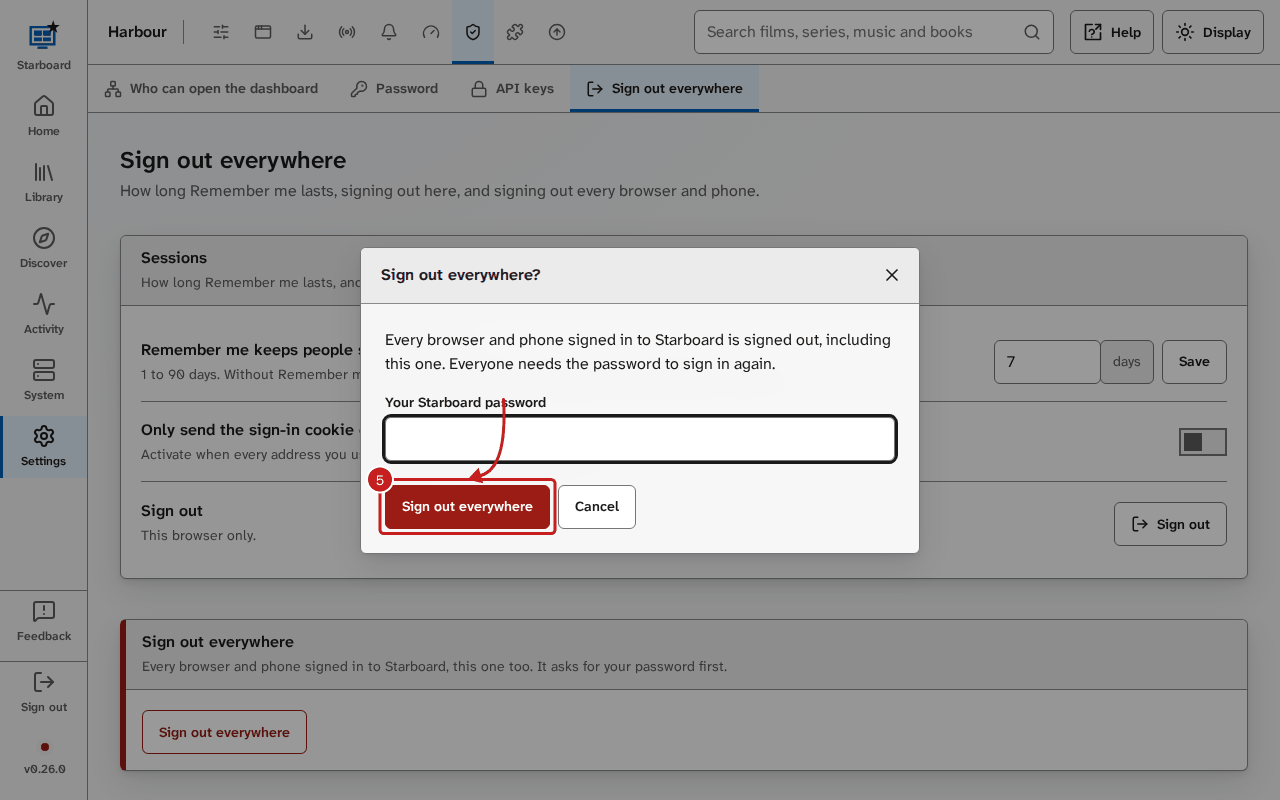 Starboard
Home
Library
Discover
Activity
System
Settings
Feedback
Sign out
v0.26.0
Harbour
Search films, series, music and books
Help
Display
Who can open the dashboard
Password
API keys
Sign out everywhere
Sign out everywhere
How long Remember me lasts, signing out here, and signing out every browser and phone.
Sessions
How long Remember me lasts, and
Remember me keeps people s
1 to 90 days. Without Remember m
7
days
Save
Only send the sign-in cookie
Activate when every address you u
Sign out
This browser only.
Sign out
Sign out everywhere?
Every browser and phone signed in to Starboard is signed out, including
this one. Everyone needs the password to sign in again.
Your Starboard password
5
Sign out everywhere
Cancel
Sign out everywhere
Every browser and phone signed in to Starboard, this one too. It asks for your password first.
Sign out everywhere